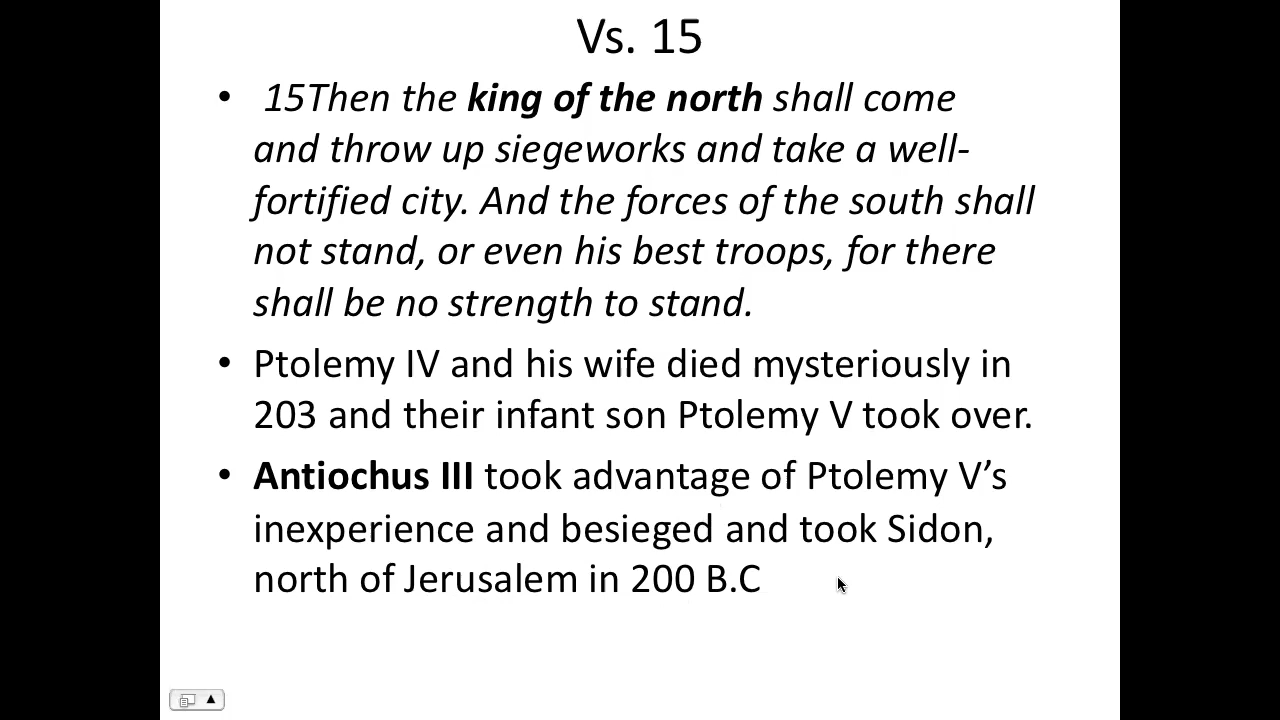 Vs. 15
• 15Then the king of the north shall come
and throw up siegeworks and take a well-
fortified city. And the forces of the south shall
not stand, or even his best troops, for there
shall be no strength to stand.
• Ptolemy IV and his wife died mysteriously in
203 and their infant son Ptolemy V took over.
• Antiochus III took advantage of Ptolemy V’s
inexperience and besieged and took Sidon,
north of Jerusalem in 200 B.C